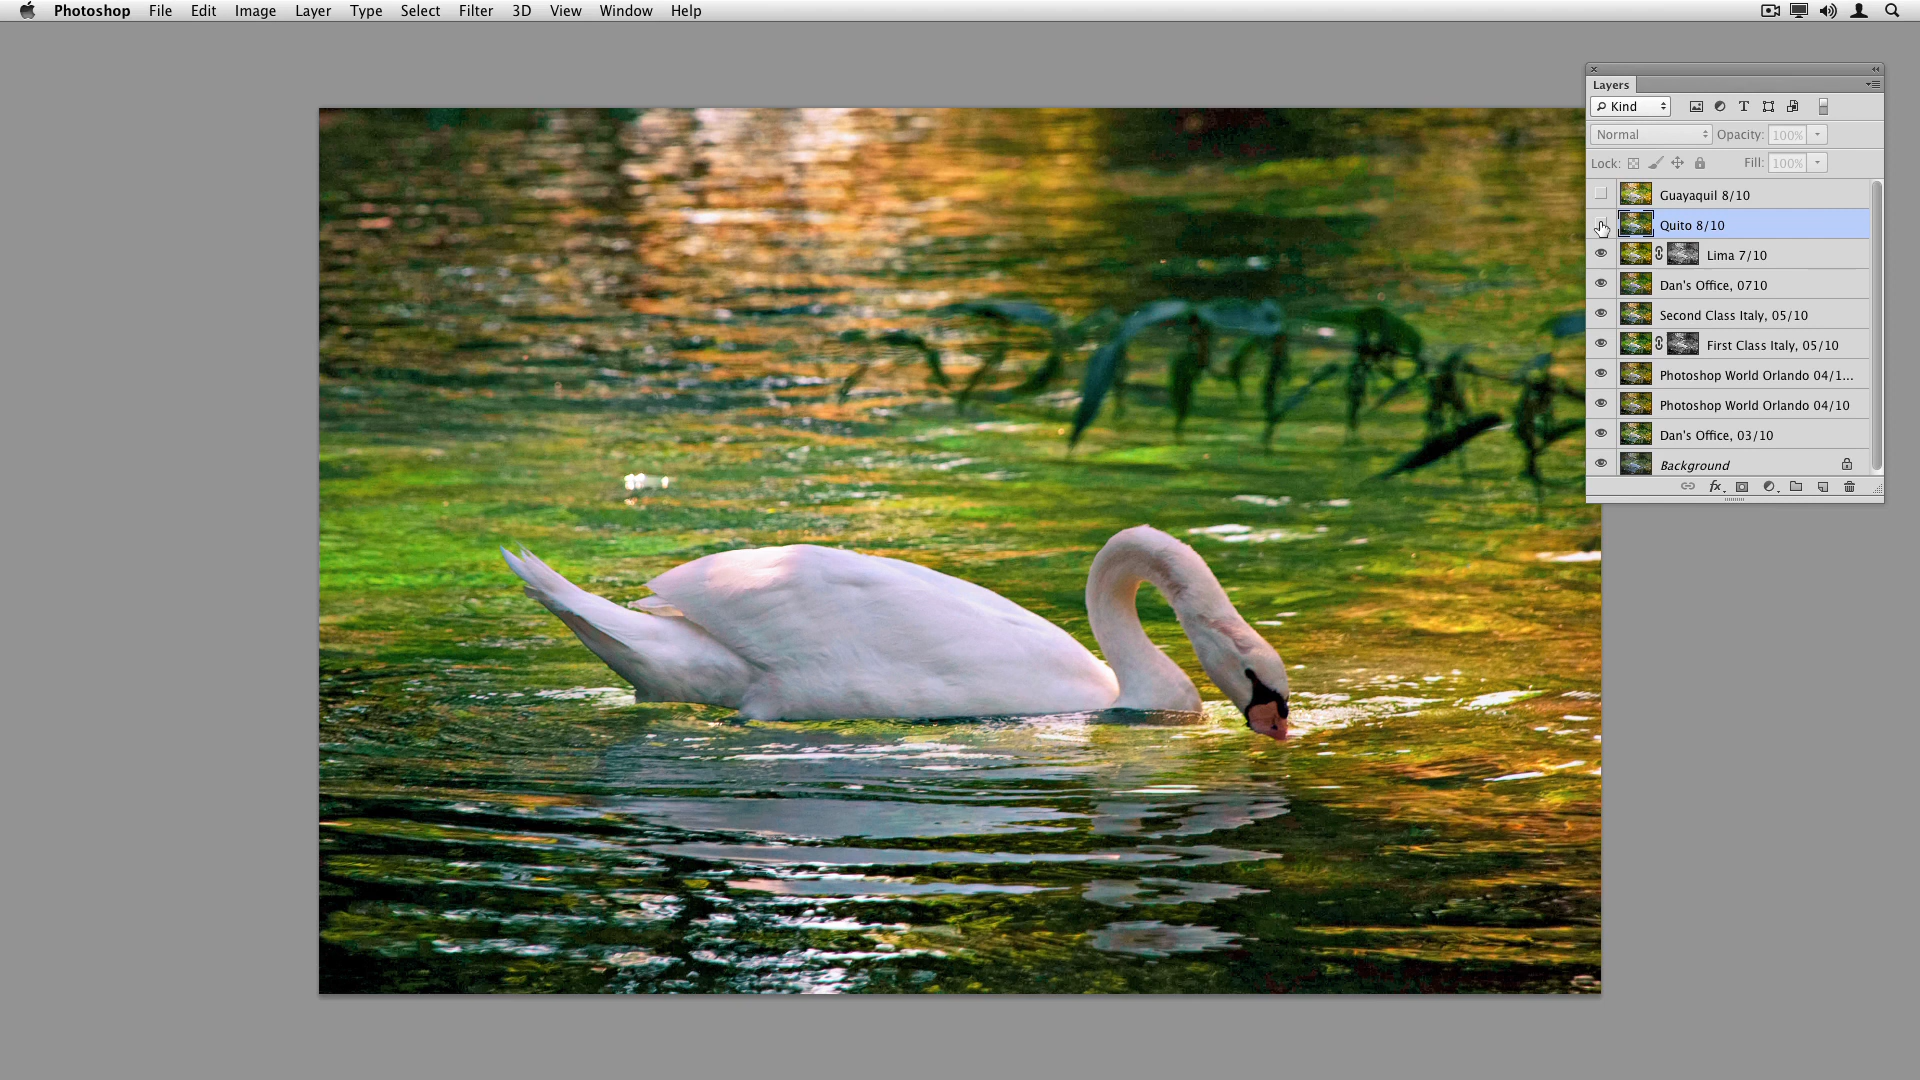 Photoshop File Edit Image Layer Type Select Filter 3D View Window Help
Layers
Kind
Normal Opacity: 100%
Lock: Fill: 100%
Guayaquil 8/10
Quito 8/10
Lima 7/10
Dan's Office, 0710
Second Class Italy, 05/10
First Class Italy, 05/10
Photoshop World Orlando 04/1...
Photoshop World Orlando 04/10
Dan's Office, 03/10
Background
fx